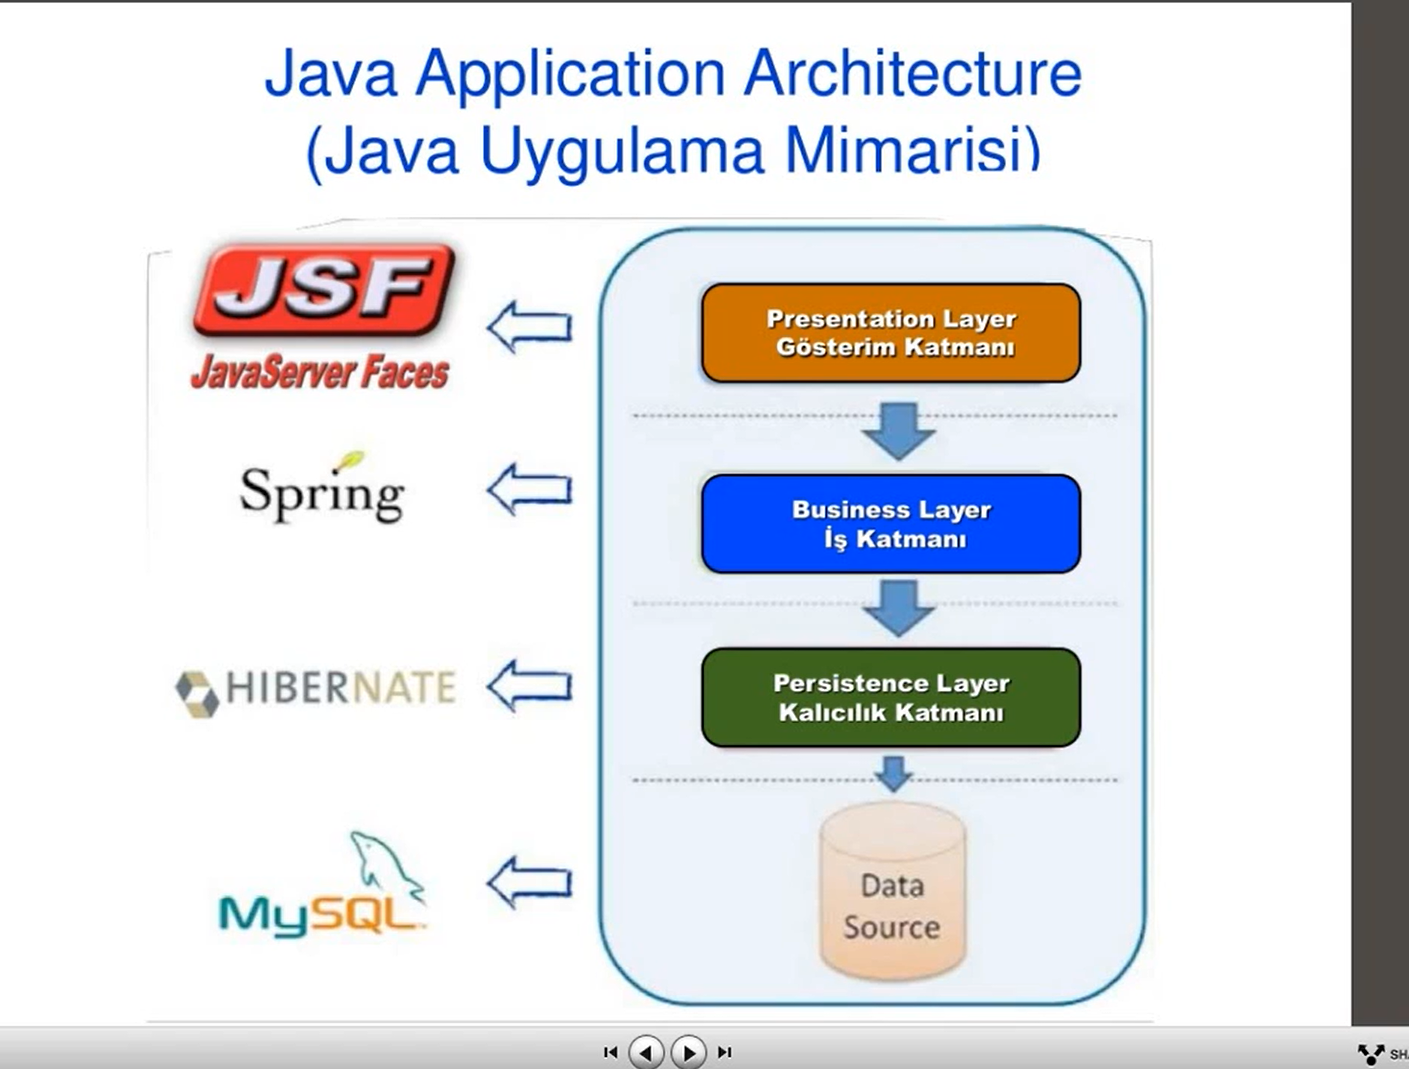 Java Application Architecture
(Java Uygulama Mimarisi)
JSF
JavaServer Faces
Presentation Layer
Gösterim Katmanı
Spring
Business Layer
İş Katmanı
HIBERNATE
Persistence Layer
Kalıcılık Katmanı
MySQL
Data
Source